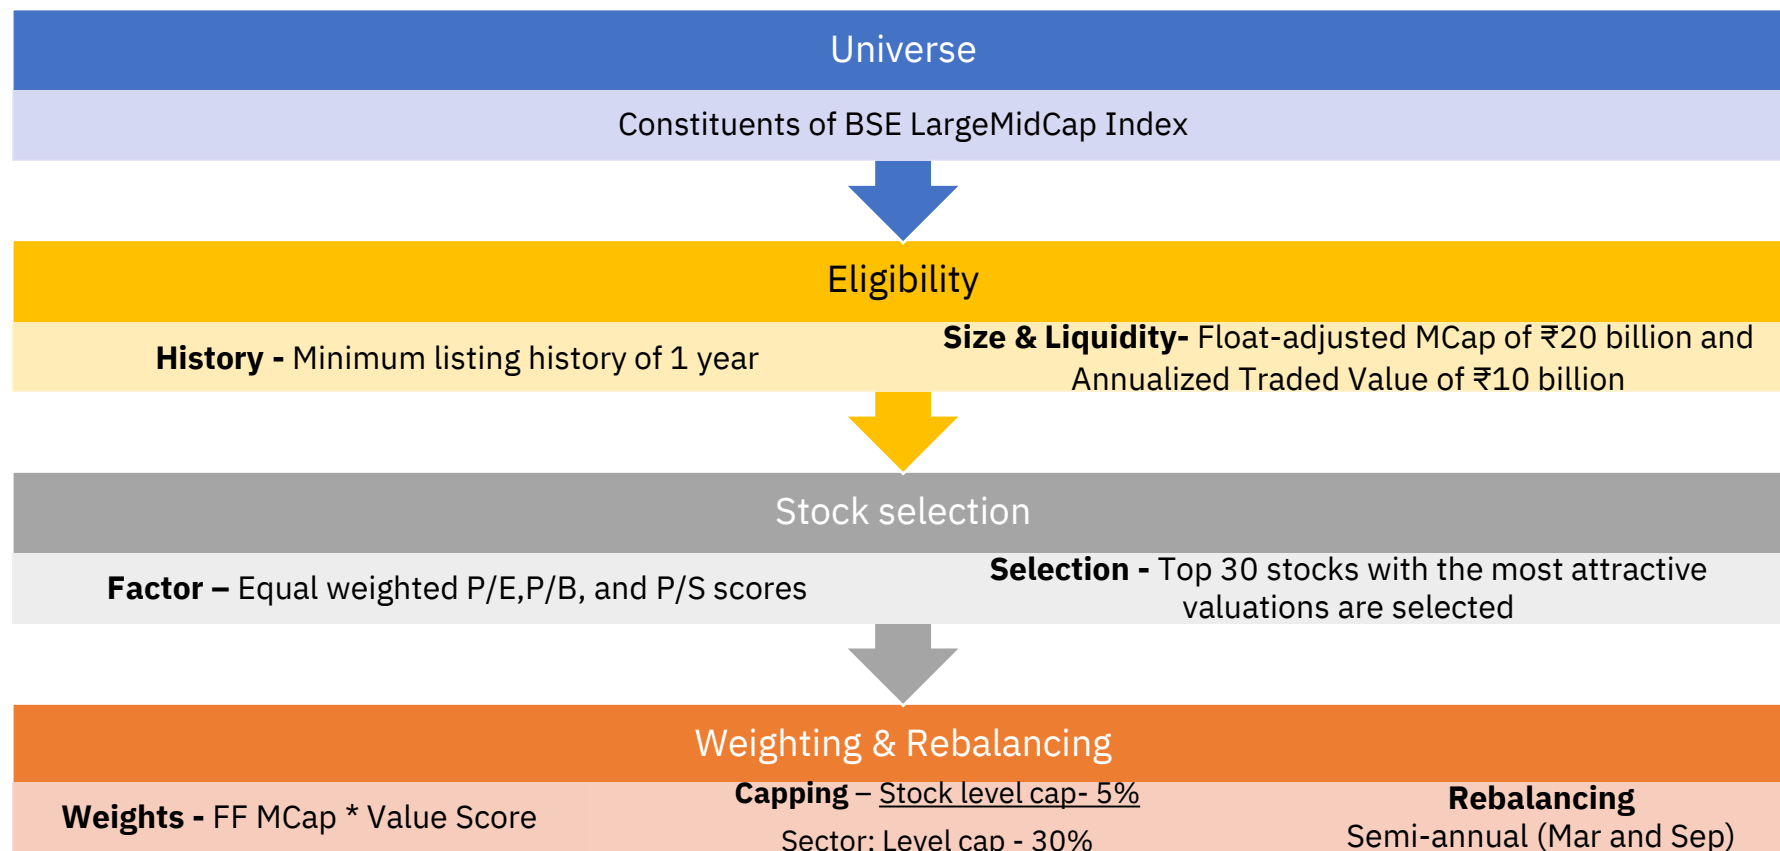 Universe
Constituents of BSE LargeMidCap Index
Eligibility
History - Minimum listing history of 1 year
Size & Liquidity- Float-adjusted MCap of ₹20 billion and
Annualized Traded Value of ₹10 billion
Stock selection
Factor – Equal weighted P/E,P/B, and P/S scores
Selection - Top 30 stocks with the most attractive
valuations are selected
Weighting & Rebalancing
Weights - FF MCap * Value Score
Capping – Stock level cap- 5%
Sector: Level cap - 30%
Rebalancing
Semi-annual (Mar and Sep)